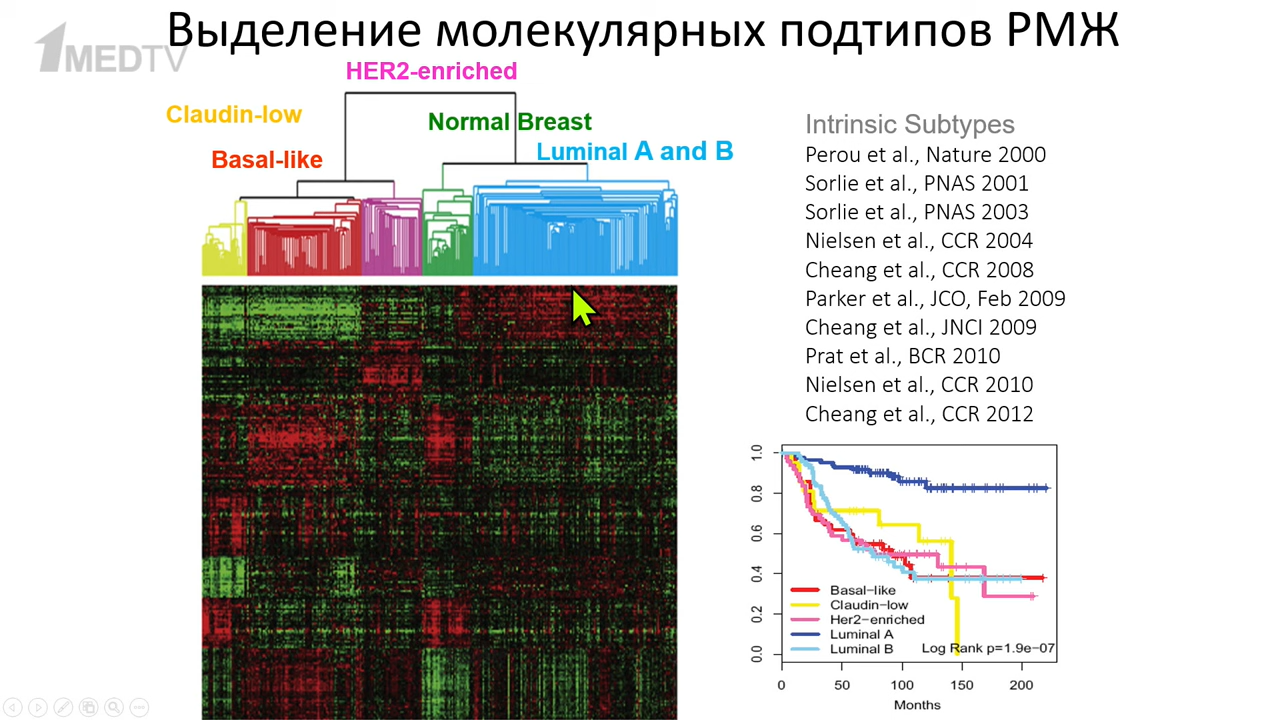 Выделение молекулярных подтипов РМЖ
1MEDTV
HER2-enriched
Claudin-low
Normal Breast
Basal-like
Luminal A and B
Intrinsic Subtypes
Perou et al., Nature 2000
Sorlie et al., PNAS 2001
Sorlie et al., PNAS 2003
Nielsen et al., CCR 2004
Cheang et al., CCR 2008
Parker et al., JCO, Feb 2009
Cheang et al., JNCI 2009
Prat et al., BCR 2010
Nielsen et al., CCR 2010
Cheang et al., CCR 2012
1.0
0.8
0.6
0.4
0.2
0.0
Basal-like
Claudin-low
Her2-enriched
Luminal A
Luminal B
Log Rank p=1.9e-07
0 50 100 150 200
Months